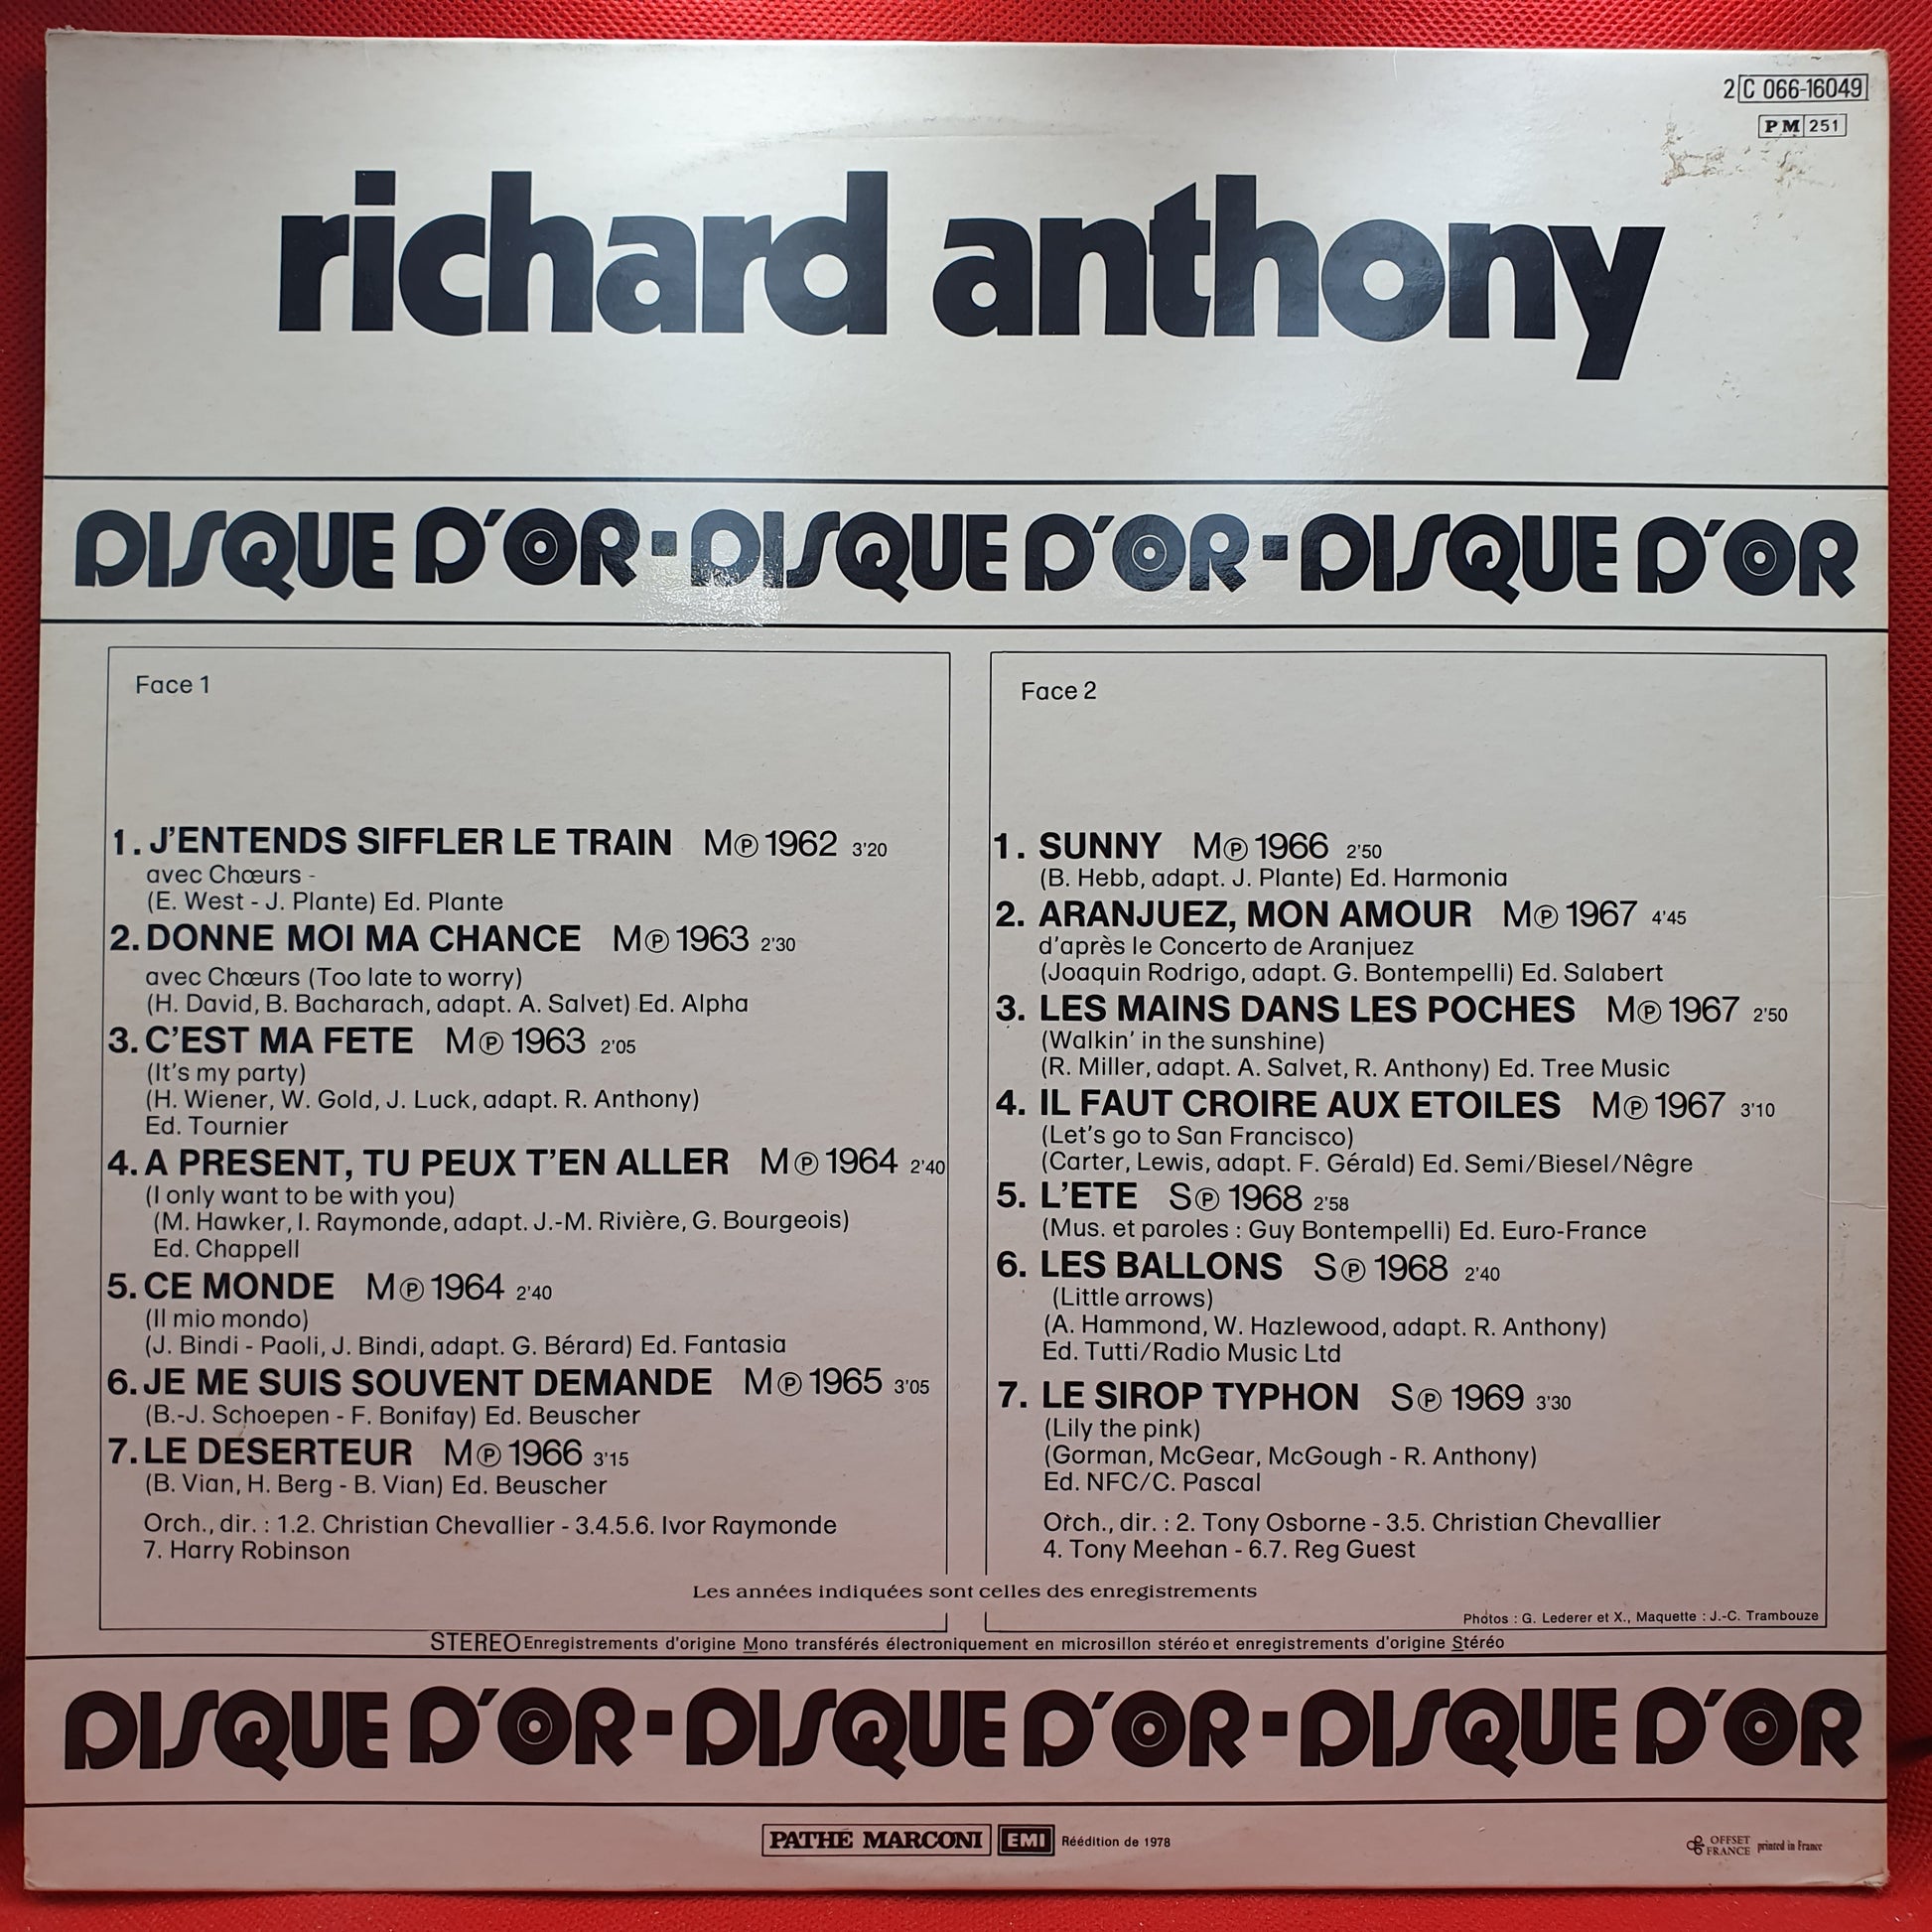 2 C 066-16049
PM 251
richard anthony
DISQUE D'OR·DISQUE D'OR·DISQUE D'OR
Face 1
1. J'ENTENDS SIFFLER LE TRAIN M℗ 1962 3'20
avec Chœurs -
(E. West - J. Plante) Ed. Plante
2. DONNE MOI MA CHANCE M℗ 1963 2'30
avec Chœurs (Too late to worry)
(H. David, B. Bacharach, adapt. A. Salvet) Ed. Alpha
3. C'EST MA FETE M℗ 1963 2'05
(It's my party)
(H. Wiener, W. Gold, J. Luck, adapt. R. Anthony)
Ed. Tournier
4. A PRESENT, TU PEUX T'EN ALLER M℗ 1964 2'40
(I only want to be with you)
(M. Hawker, I. Raymonde, adapt. J.-M. Rivière, G. Bourgeois)
Ed. Chappell
5. CE MONDE M℗ 1964 2'40
(Il mio mondo)
(J. Bindi - Paoli, J. Bindi, adapt. G. Bérard) Ed. Fantasia
6. JE ME SUIS SOUVENT DEMANDE M℗ 1965 3'05
(B.-J. Schoepen - F. Bonifay) Ed. Beuscher
7. LE DESERTEUR M℗ 1966 3'15
(B. Vian, H. Berg - B. Vian) Ed. Beuscher
Orch., dir. : 1.2. Christian Chevallier - 3.4.5.6. Ivor Raymonde
7. Harry Robinson
Face 2
1. SUNNY M℗ 1966 2'50
(B. Hebb, adapt. J. Plante) Ed. Harmonia
2. ARANJUEZ, MON AMOUR M℗ 1967 4'45
d'après le Concerto de Aranjuez
(Joaquin Rodrigo, adapt. G. Bontempelli) Ed. Salabert
3. LES MAINS DANS LES POCHES M℗ 1967 2'50
(Walkin' in the sunshine)
(R. Miller, adapt. A. Salvet, R. Anthony) Ed. Tree Music
4. IL FAUT CROIRE AUX ETOILES M℗ 1967 3'10
(Let's go to San Francisco)
(Carter, Lewis, adapt. F. Gérald) Ed. Semi/Biesel/Nêgre
5. L'ETE S℗ 1968 2'58
(Mus. et paroles : Guy Bontempelli) Ed. Euro-France
6. LES BALLONS S℗ 1968 2'40
(Little arrows)
(A. Hammond, W. Hazlewood, adapt. R. Anthony)
Ed. Tutti/Radio Music Ltd
7. LE SIROP TYPHON S℗ 1969 3'30
(Lily the pink)
(Gorman, McGear, McGough - R. Anthony)
Ed. NFC/C. Pascal
Orch., dir. : 2. Tony Osborne - 3.5. Christian Chevallier
4. Tony Meehan - 6.7. Reg Guest
Les années indiquées sont celles des enregistrements
Photos : G. Lederer et X., Maquette : J.-C. Trambouze
STEREO Enregistrements d'origine Mono transférés électroniquement en microsillon stéréo et enregistrements d'origine Stéréo
DISQUE D'OR·DISQUE D'OR·DISQUE D'OR
PATHÉ MARCONI EMI Réédition de 1978
OFFSET FRANCE printed in France